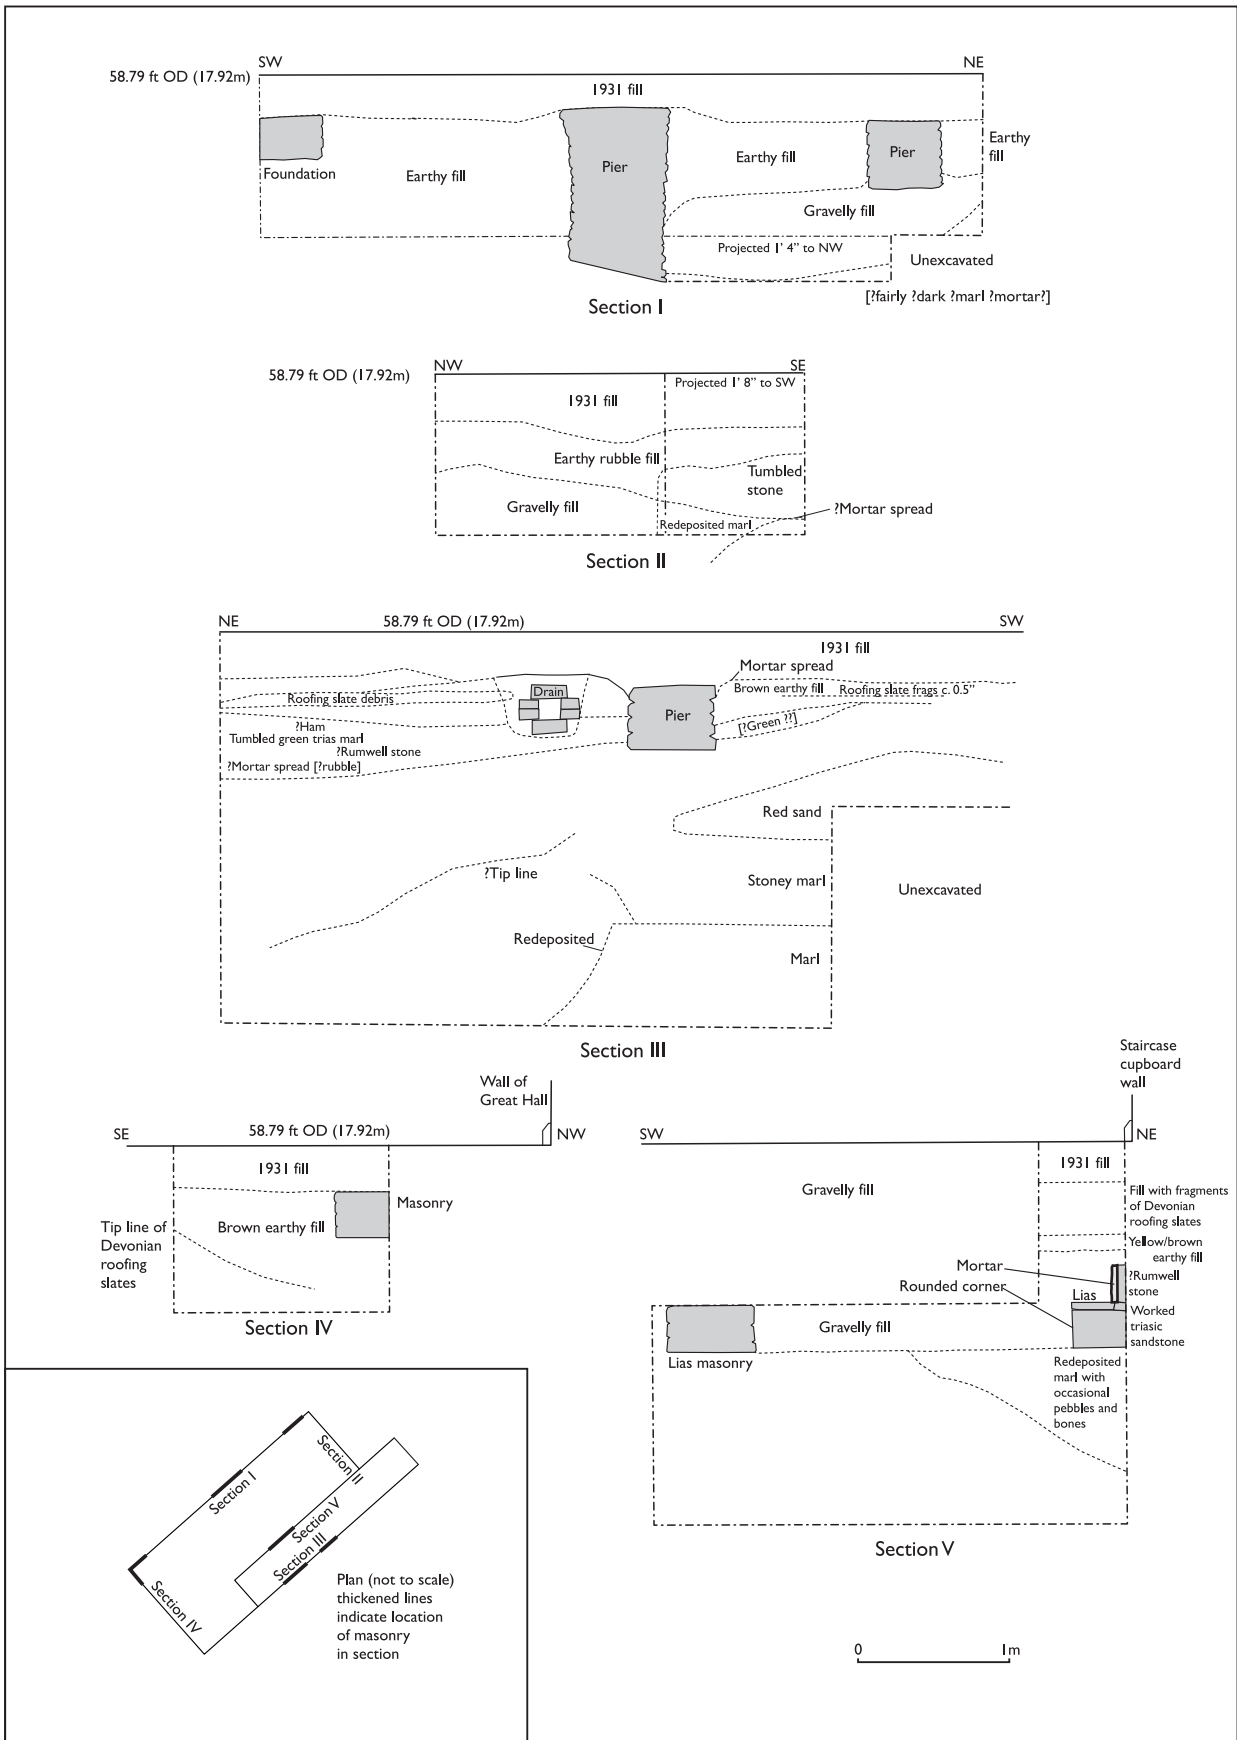 SW
NE
58.79 ft OD (17.92m)
1931 fill
Foundation
Earthy fill
Pier
Earthy fill
Pier
Earthy
fill
Gravelly fill
Projected 1' 4" to NW
Unexcavated
[?fairly ?dark ?marl ?mortar?]
Section I
NW
SE
58.79 ft OD (17.92m)
Projected 1' 8" to SW
1931 fill
Earthy rubble fill
Tumbled
stone
Gravelly fill
?Mortar spread
Redeposited marl
Section II
NE
58.79 ft OD (17.92m)
SW
1931 fill
Mortar spread
Drain
Brown earthy fill
Roofing slate frags c. 0.5"
Roofing slate debris
Pier
[?Green ??]
?Ham
Tumbled green trias marl
?Rumwell stone
?Mortar spread [?rubble]
Red sand
?Tip line
Stoney marl
Unexcavated
Redeposited
Marl
Section III
Wall of
Great Hall
SE
58.79 ft OD (17.92m)
NW
1931 fill
Masonry
Brown earthy fill
Tip line of
Devonian
roofing
slates
Section IV
Staircase
cupboard
wall
SW
NE
1931 fill
Gravelly fill
Fill with fragments
of Devonian
roofing slates
Yellow/brown
earthy fill
Mortar
?Rumwell
stone
Rounded corner
Lias
Worked
triasic
sandstone
Gravelly fill
Lias masonry
Redeposited
marl with
occasional
pebbles and
bones
Section V
Section I
Section II
Section V
Section III
Section IV
Plan (not to scale)
thickened lines
indicate location
of masonry
in section
0
1m